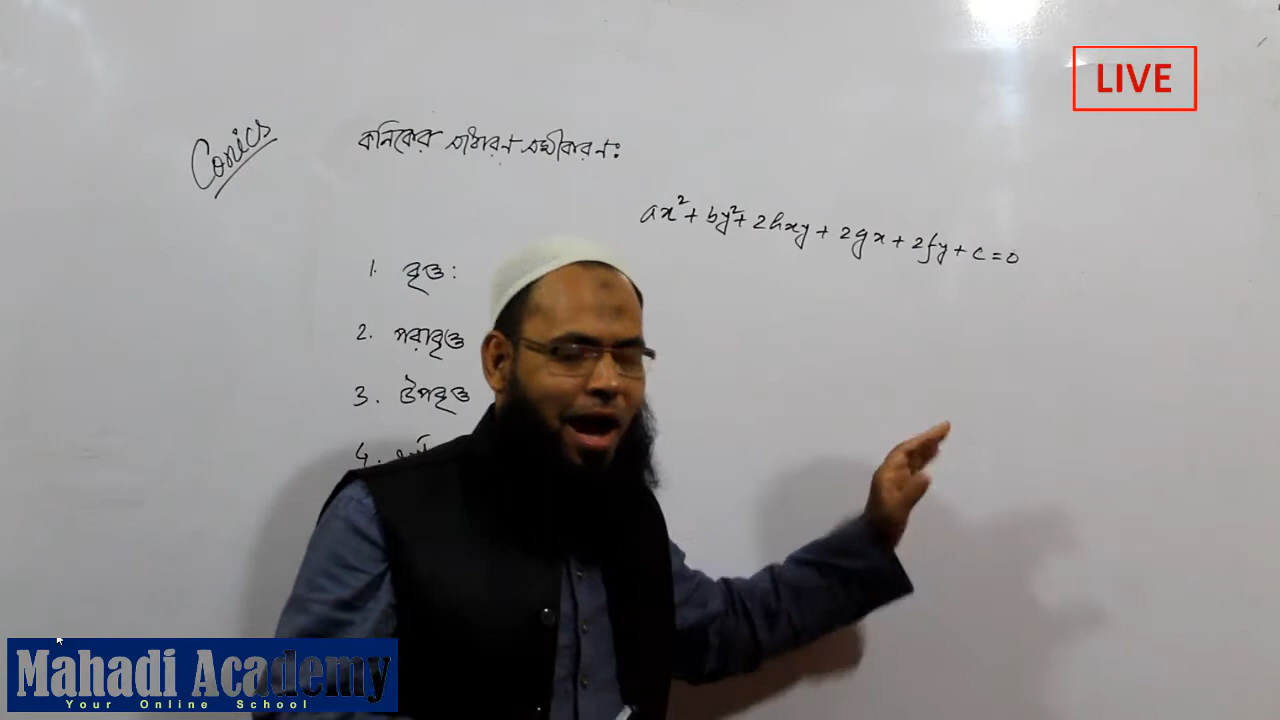 LIVE
Conics
কনিকের সাধারণ সমীকরণঃ
ax² + by² + 2hxy + 2gx + 2fy + c = 0
1. বৃত্ত :
2. পরাবৃত্ত
3. উপবৃত্ত
4.
Mahadi Academy
Your Online School